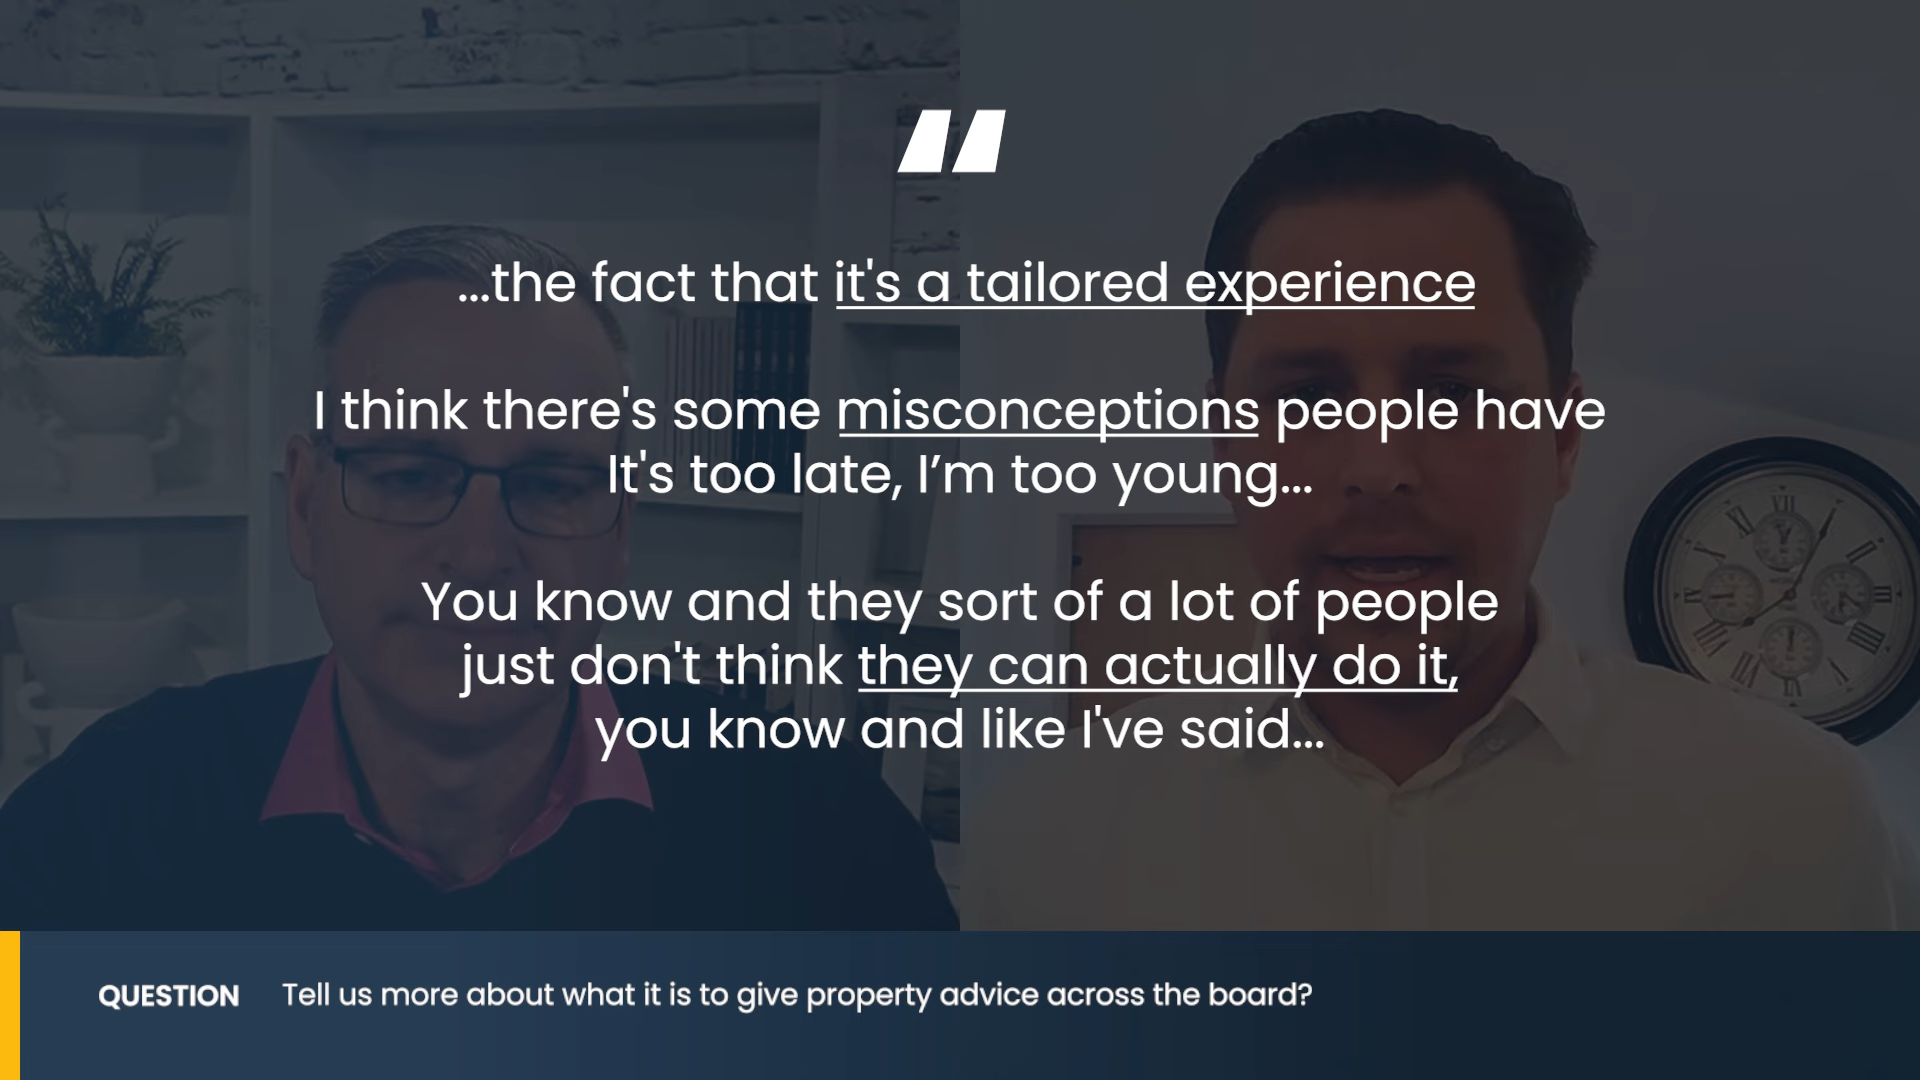 ...the fact that it's a tailored experience
I think there's some misconceptions people have
It's too late, I’m too young...
You know and they sort of a lot of people
just don't think they can actually do it,
you know and like I've said...
QUESTION Tell us more about what it is to give property advice across the board?